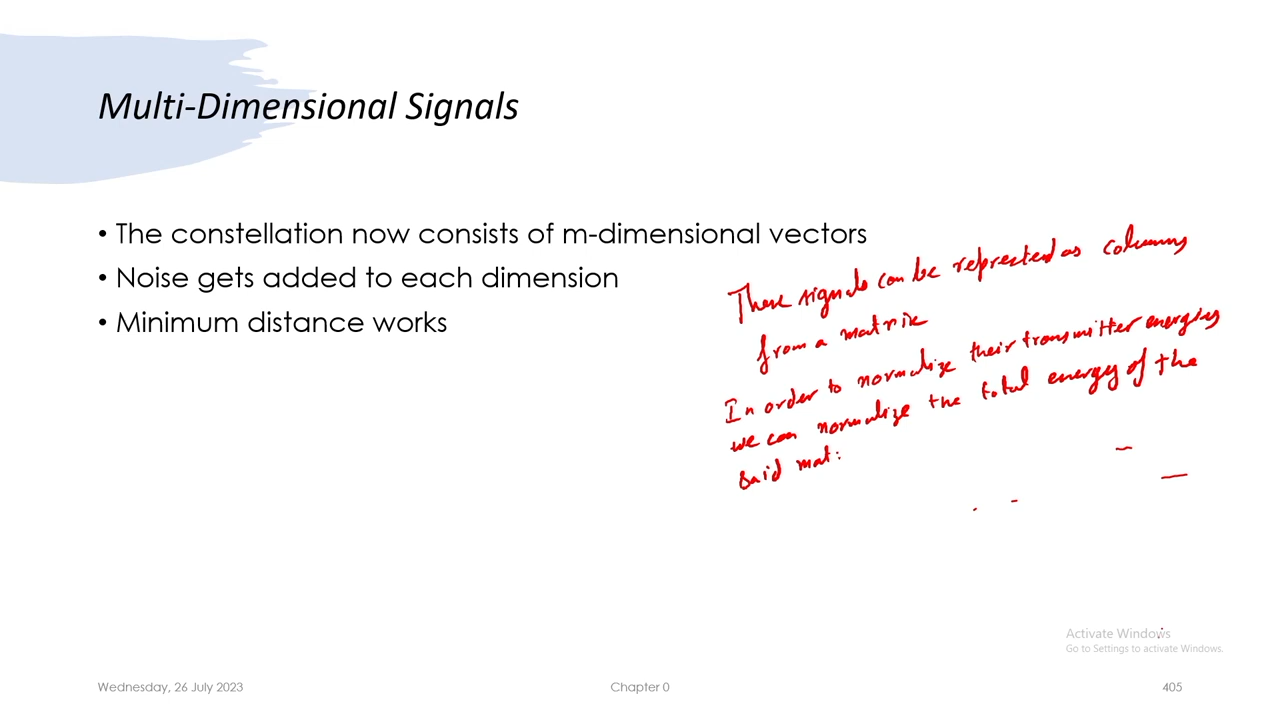 Multi-Dimensional Signals
• The constellation now consists of m-dimensional vectors
• Noise gets added to each dimension
• Minimum distance works
These signals can be represted as columns
from a matrix
In order to normalize their transmitter energies
we can normalize the total energy of the
said mat:
Activate Windows
Go to Settings to activate Windows.
Wednesday, 26 July 2023
Chapter 0
405